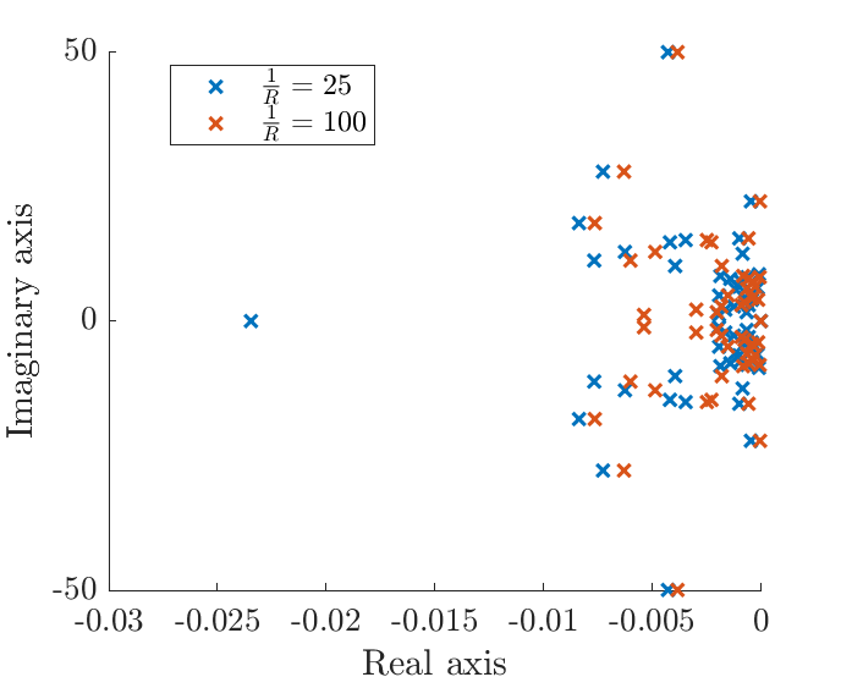 50
0
-50
Imaginary axis
1/R = 25
1/R = 100
-0.03 -0.025 -0.02 -0.015 -0.01 -0.005 0
Real axis